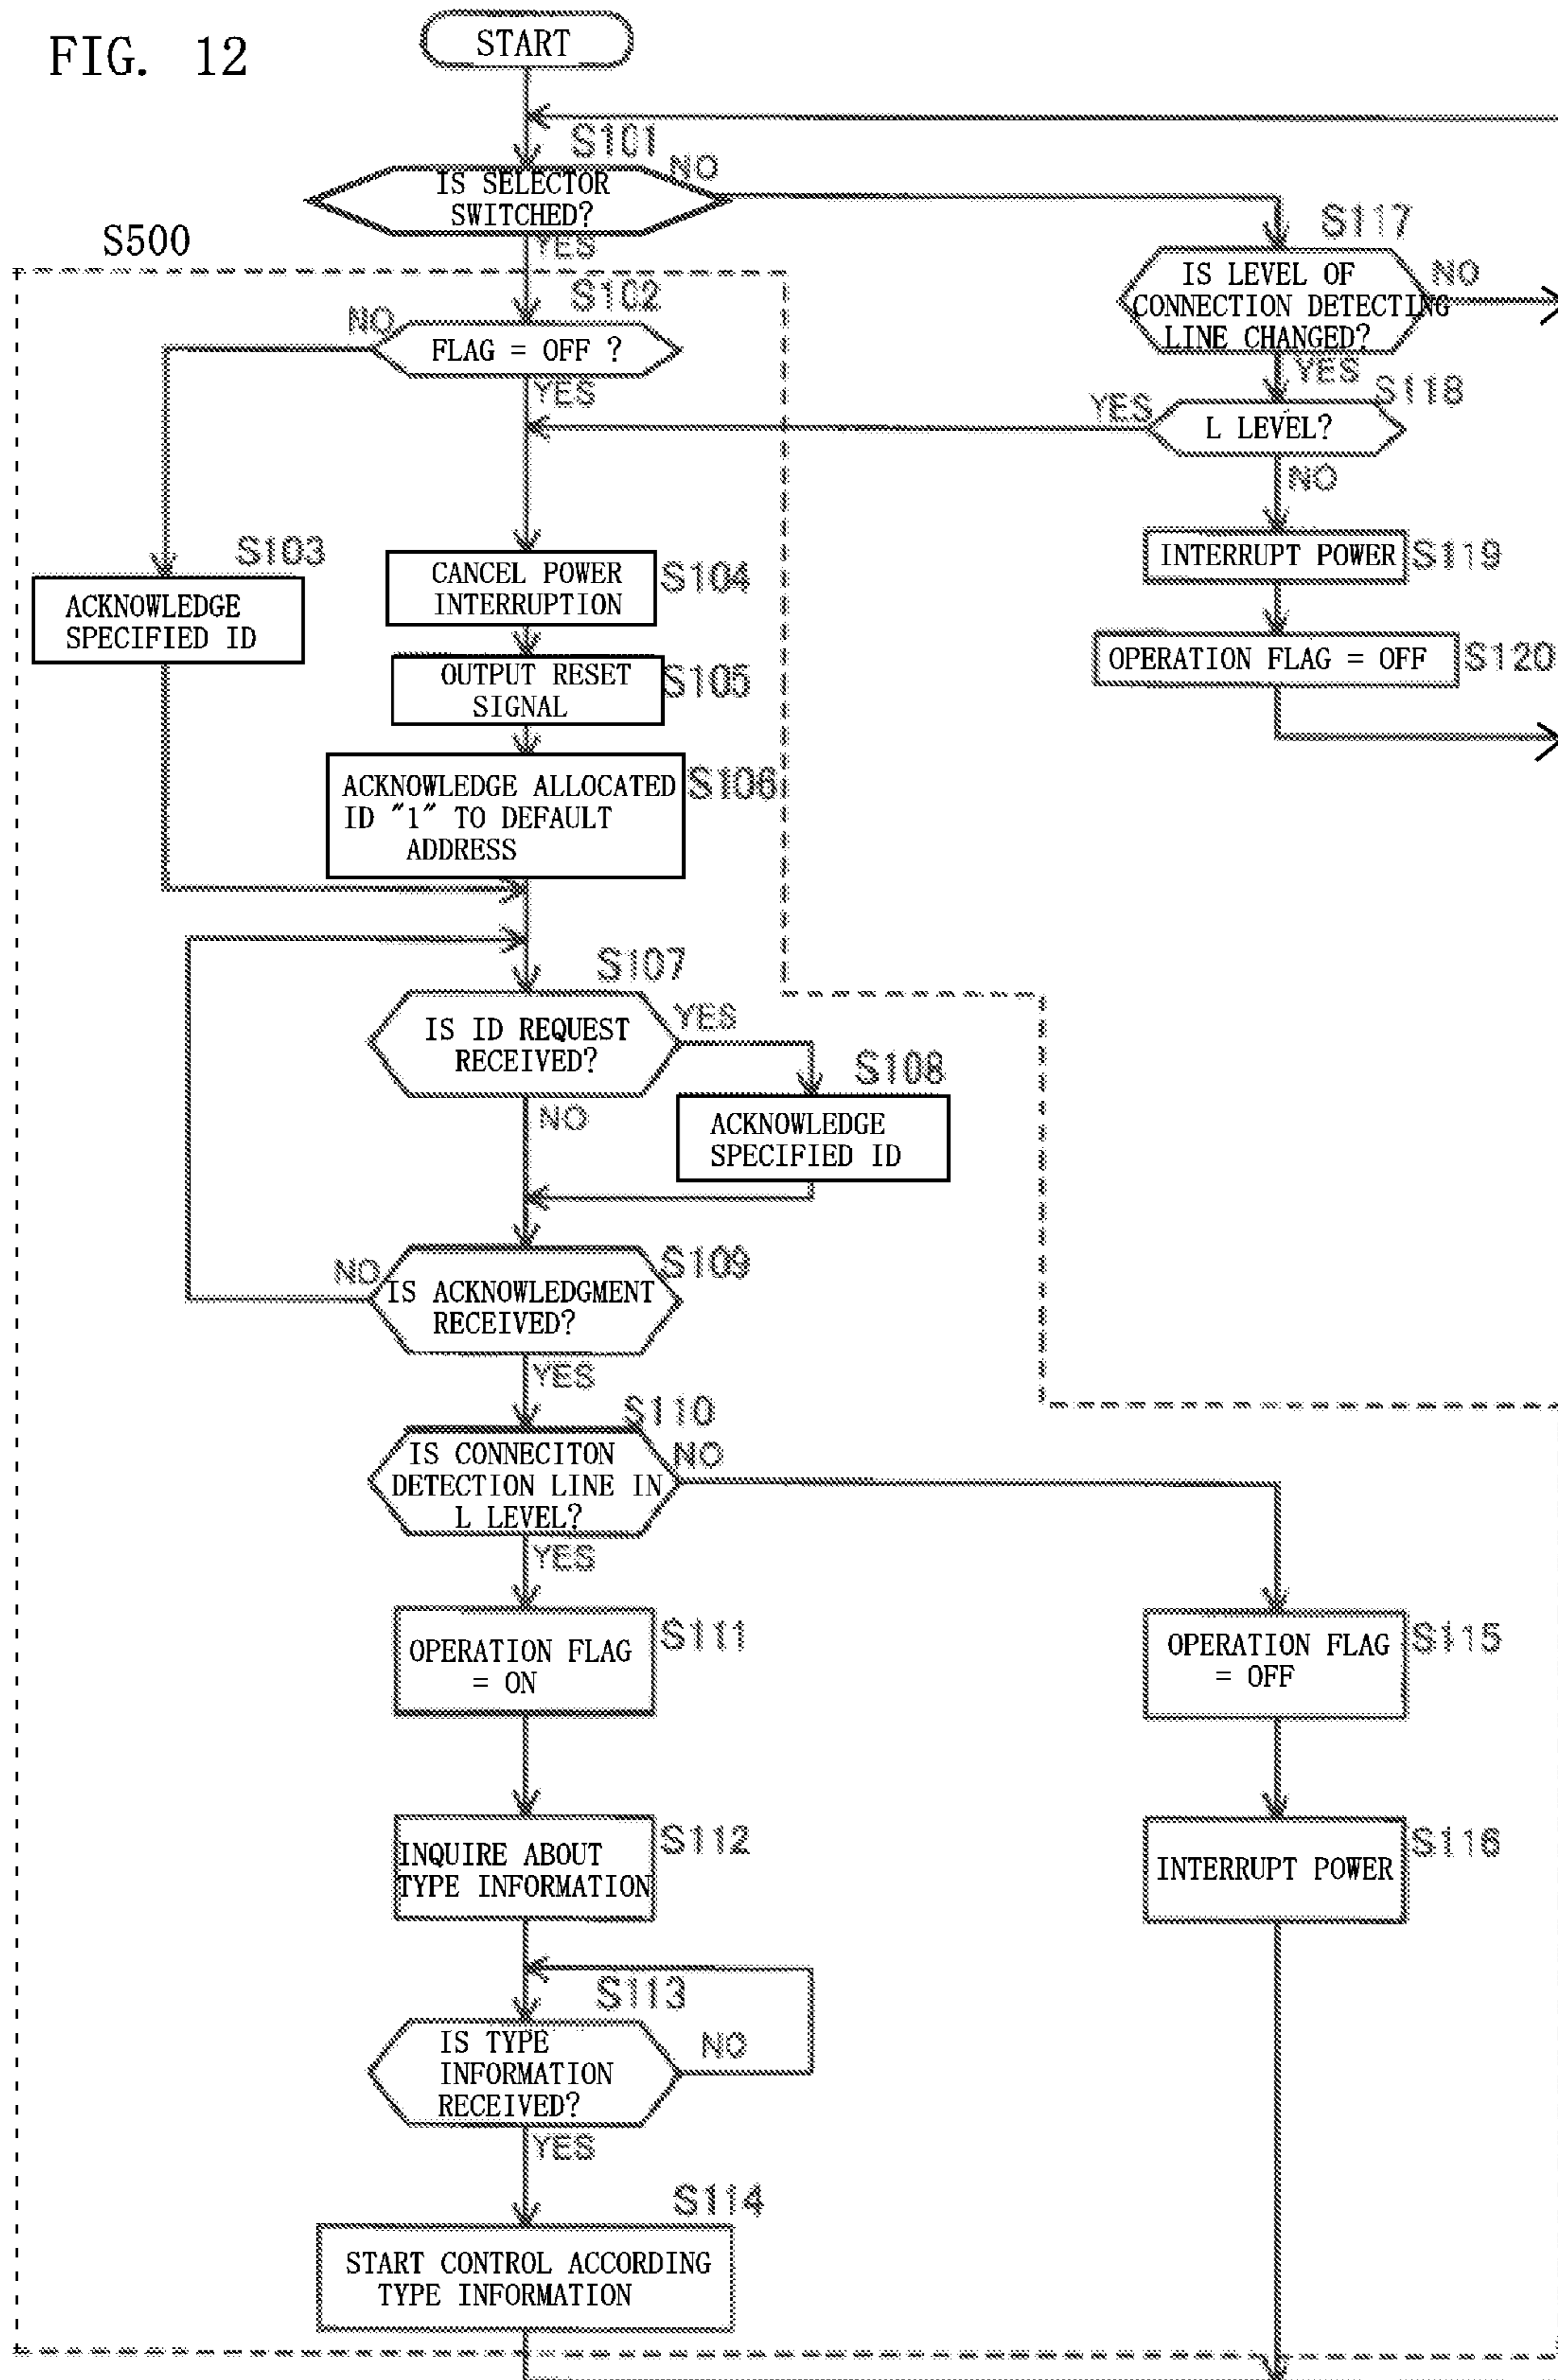 FIG. 12
START
S101
NO
IS SELECTOR
SWITCHED?
YES
S500
S117
IS LEVEL OF
CONNECTION DETECTING
LINE CHANGED?
NO
YES
S102
NO
FLAG = OFF ?
YES
S118
YES
L LEVEL?
NO
S103
ACKNOWLEDGE
SPECIFIED ID
CANCEL POWER
INTERRUPTION
S104
INTERRUPT POWER
S119
OUTPUT RESET
SIGNAL
S105
OPERATION FLAG = OFF
S120
ACKNOWLEDGE ALLOCATED
ID "1" TO DEFAULT
ADDRESS
S106
S107
IS ID REQUEST
RECEIVED?
YES
NO
S108
ACKNOWLEDGE
SPECIFIED ID
S109
NO
IS ACKNOWLEDGMENT
RECEIVED?
YES
S110
IS CONNECITON
DETECTION LINE IN
L LEVEL?
NO
YES
OPERATION FLAG
= ON
S111
OPERATION FLAG
= OFF
S115
INQUIRE ABOUT
TYPE INFORMATION
S112
INTERRUPT POWER
S116
S113
IS TYPE
INFORMATION
RECEIVED?
NO
YES
S114
START CONTROL ACCORDING
TYPE INFORMATION